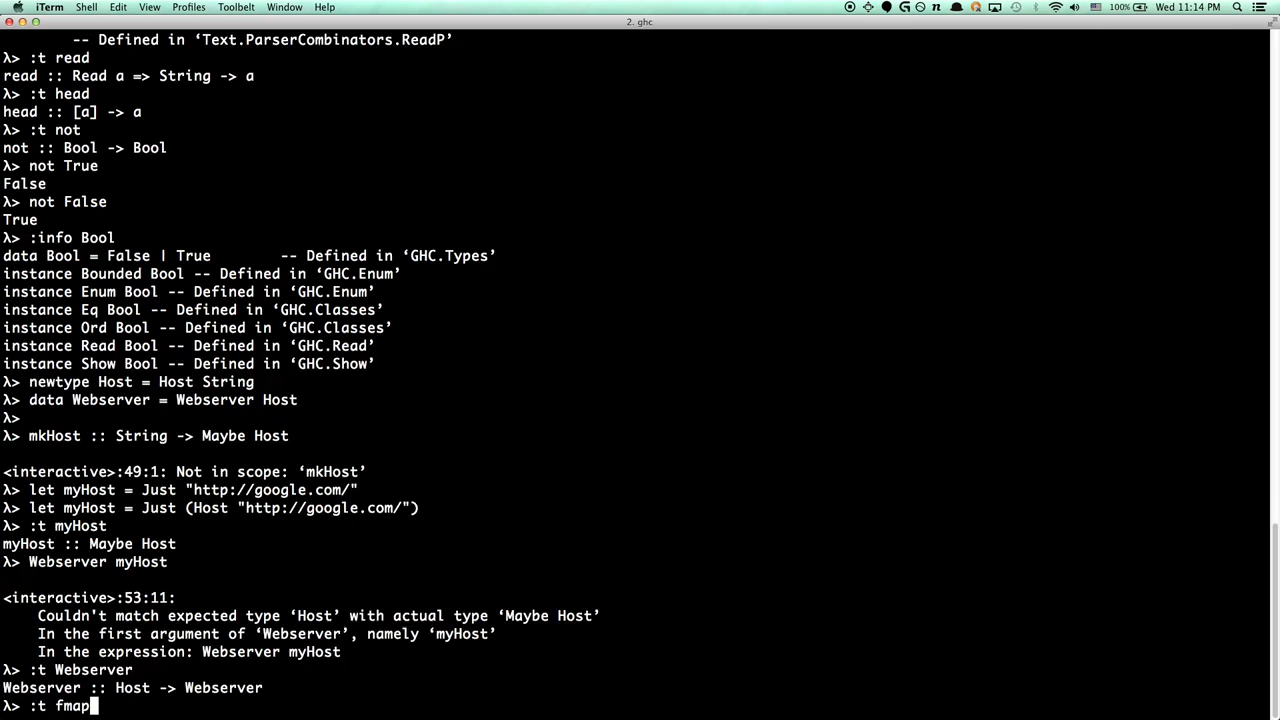 iTerm Shell Edit View Profiles Toolbelt Window Help 100% Wed 11:14 PM
2. ghc
-- Defined in ‘Text.ParserCombinators.ReadP’
λ> :t read
read :: Read a => String -> a
λ> :t head
head :: [a] -> a
λ> :t not
not :: Bool -> Bool
λ> not True
False
λ> not False
True
λ> :info Bool
data Bool = False | True -- Defined in ‘GHC.Types’
instance Bounded Bool -- Defined in ‘GHC.Enum’
instance Enum Bool -- Defined in ‘GHC.Enum’
instance Eq Bool -- Defined in ‘GHC.Classes’
instance Ord Bool -- Defined in ‘GHC.Classes’
instance Read Bool -- Defined in ‘GHC.Read’
instance Show Bool -- Defined in ‘GHC.Show’
λ> newtype Host = Host String
λ> data Webserver = Webserver Host
λ>
λ> mkHost :: String -> Maybe Host
<interactive>:49:1: Not in scope: ‘mkHost’
λ> let myHost = Just "http://google.com/"
λ> let myHost = Just (Host "http://google.com/")
λ> :t myHost
myHost :: Maybe Host
λ> Webserver myHost
<interactive>:53:11:
Couldn't match expected type ‘Host’ with actual type ‘Maybe Host’
In the first argument of ‘Webserver’, namely ‘myHost’
In the expression: Webserver myHost
λ> :t Webserver
Webserver :: Host -> Webserver
λ> :t fmap